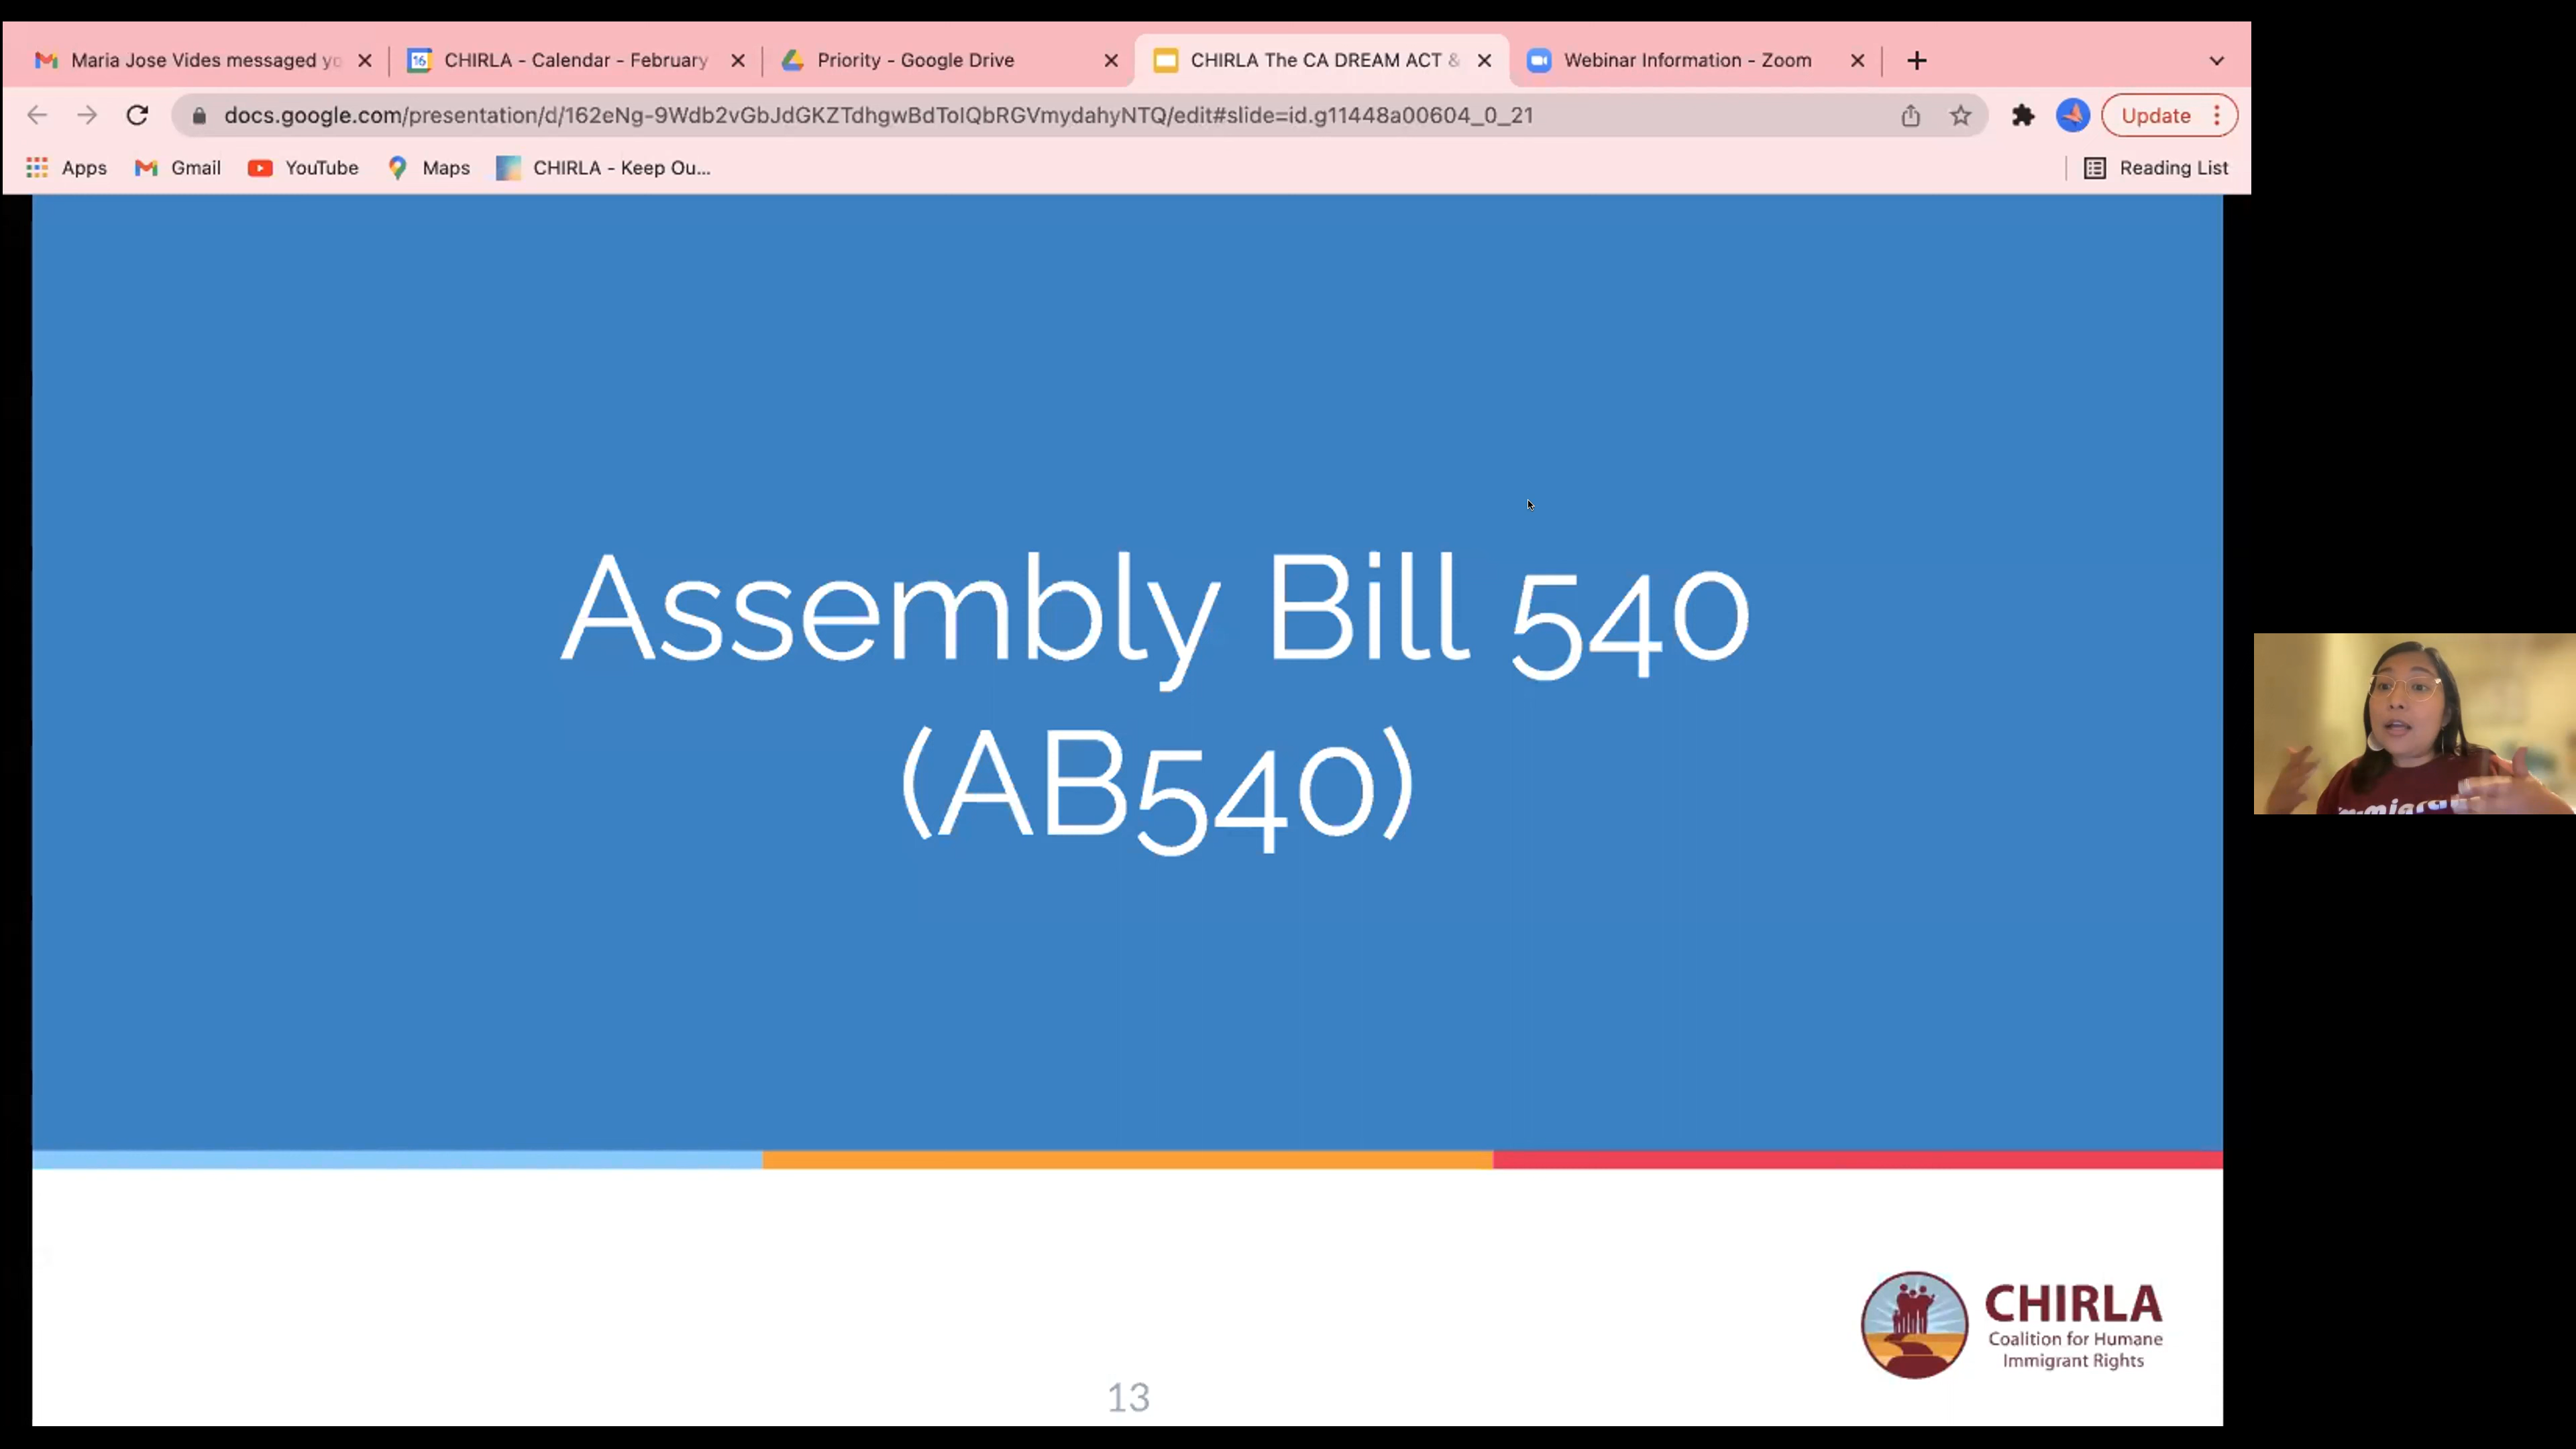 Maria Jose Vides messaged yo
CHIRLA - Calendar - February
Priority - Google Drive
CHIRLA The CA DREAM ACT &
Webinar Information - Zoom
docs.google.com/presentation/d/162eNg-9Wdb2vGbJdGKZTdhgwBdToIQbRGVmydahyNTQ/edit#slide=id.g11448a00604_0_21
Update
Apps
Gmail
YouTube
Maps
CHIRLA - Keep Ou...
Reading List
Assembly Bill 540
(AB540)
CHIRLA
Coalition for Humane
Immigrant Rights
13